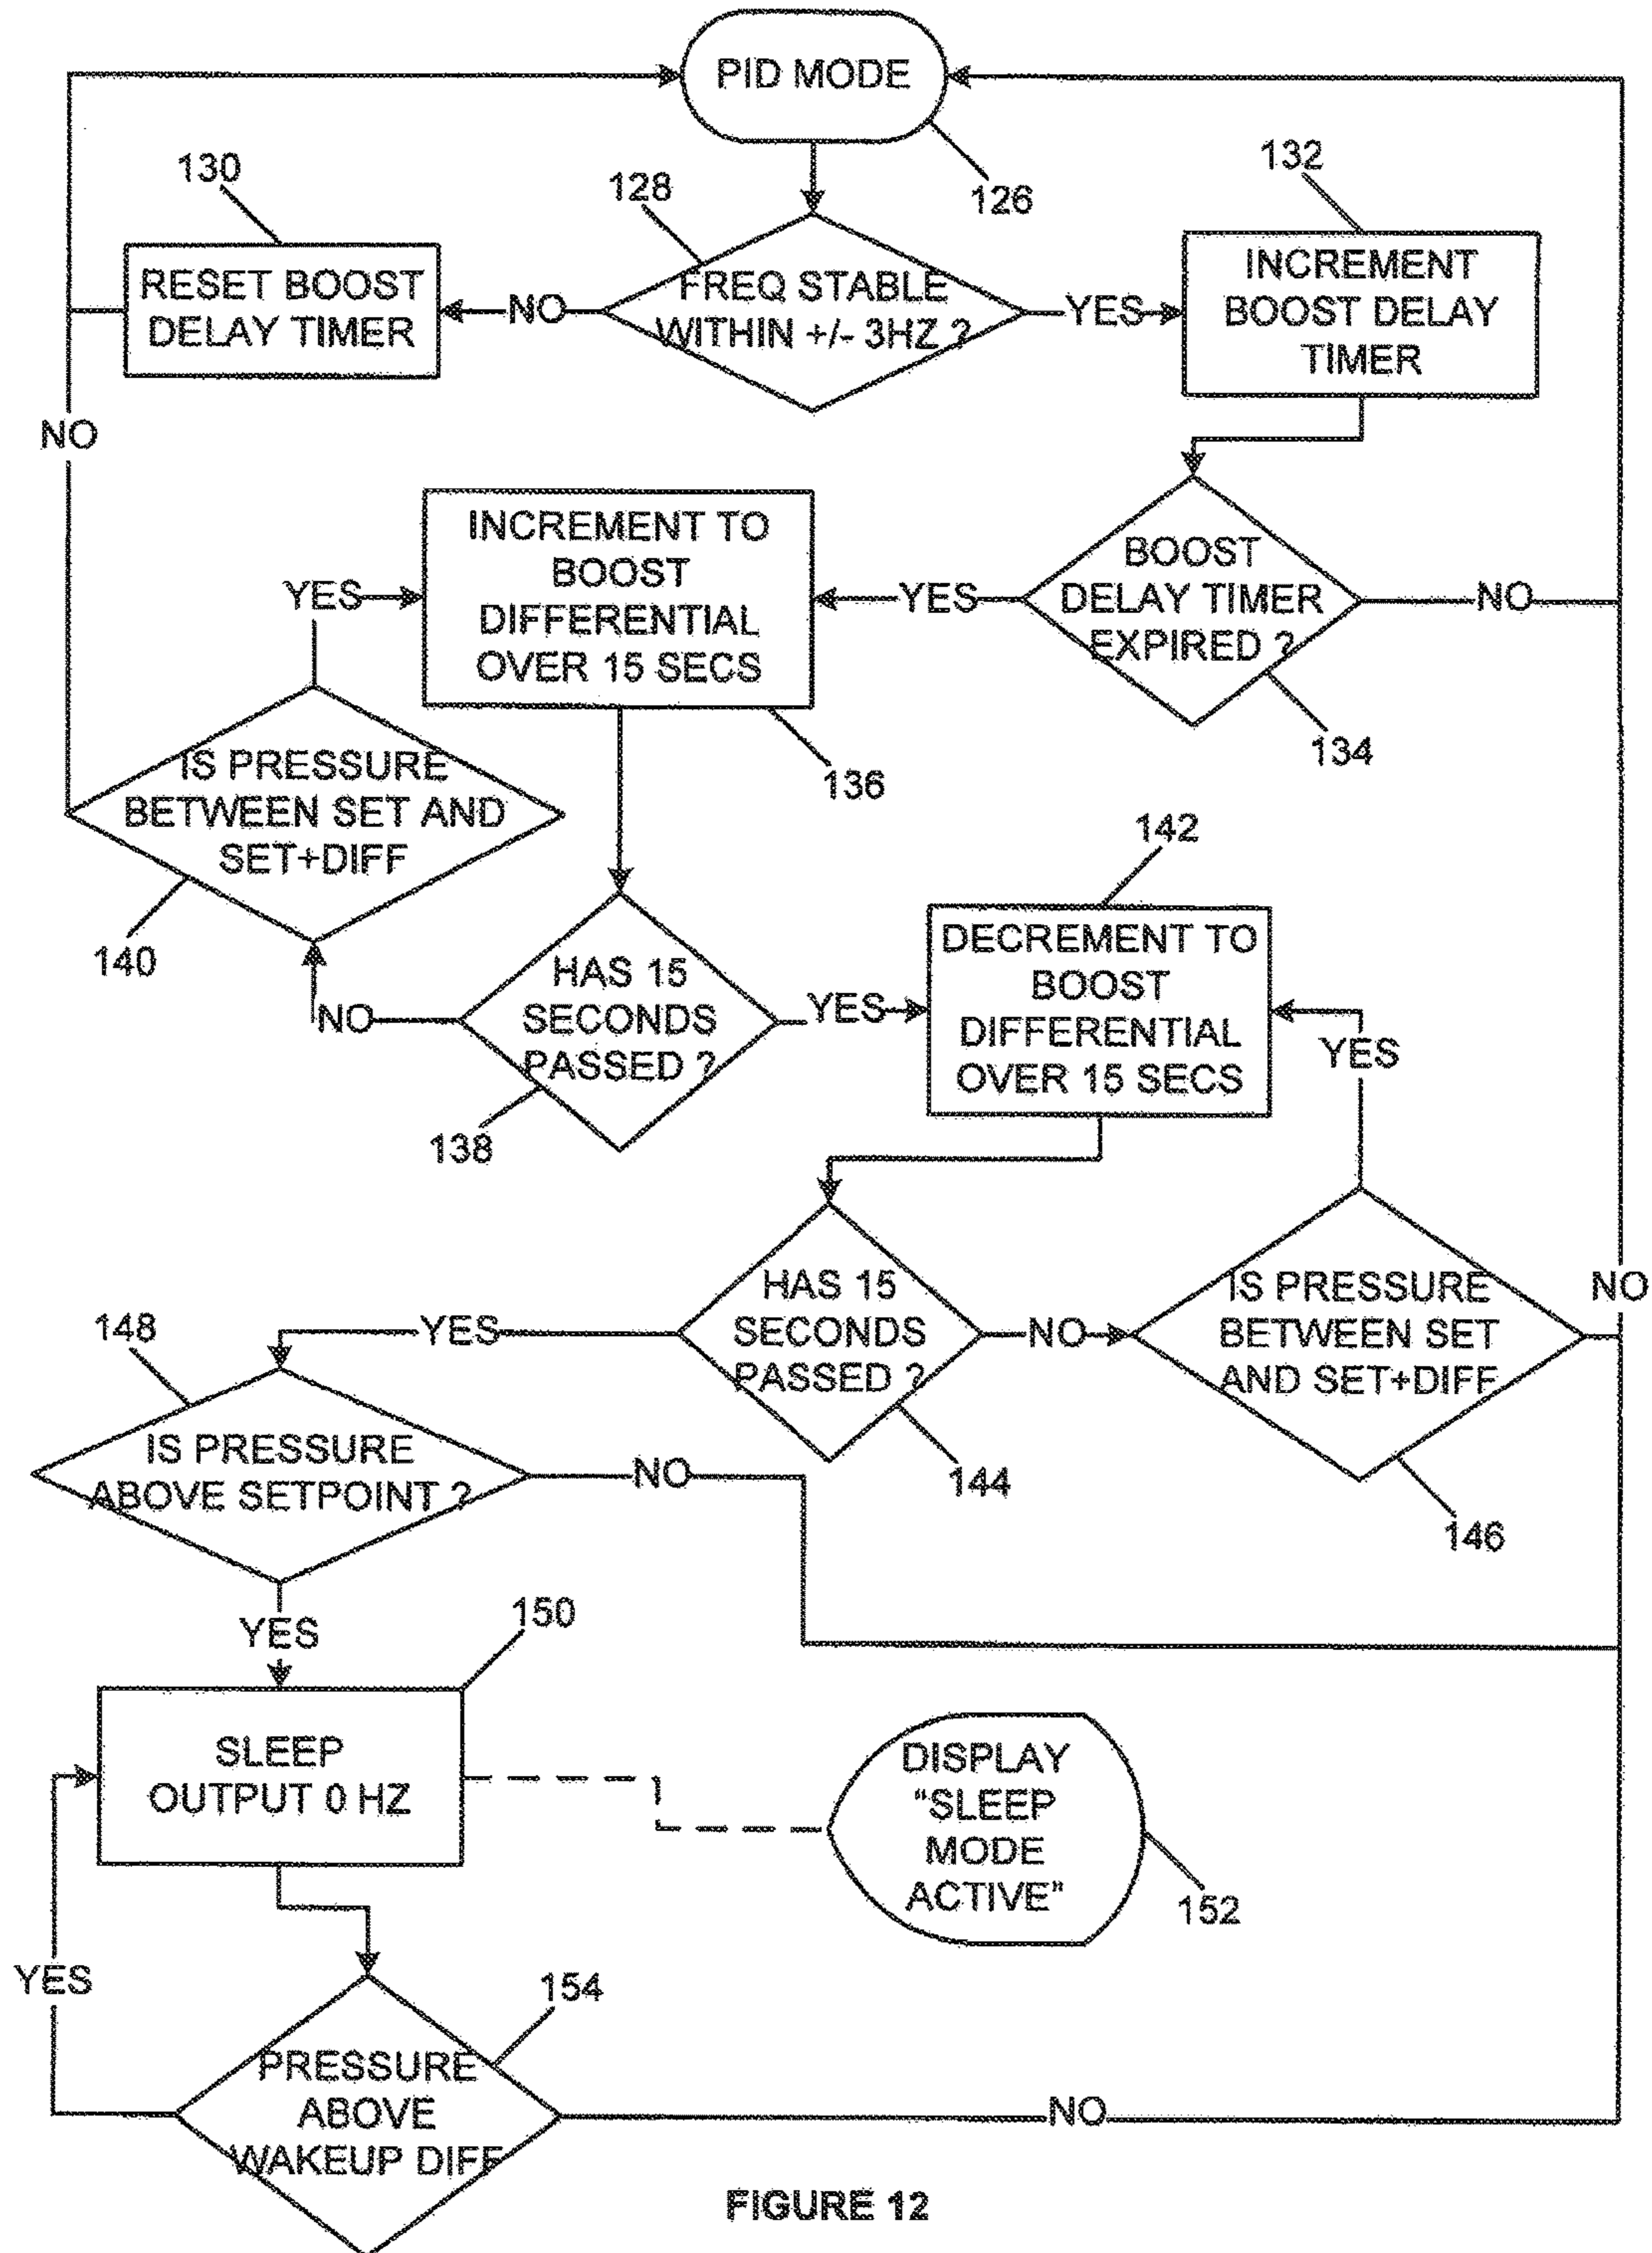 PID MODE
126
128
130
132
RESET BOOST
DELAY TIMER
NO
FREQ STABLE
WITHIN +/- 3HZ ?
YES
INCREMENT
BOOST DELAY
TIMER
NO
INCREMENT TO
BOOST
DIFFERENTIAL
OVER 15 SECS
136
YES
YES
BOOST
DELAY TIMER
EXPIRED ?
NO
134
IS PRESSURE
BETWEEN SET AND
SET+DIFF
140
NO
HAS 15
SECONDS
PASSED ?
138
YES
142
DECREMENT TO
BOOST
DIFFERENTIAL
OVER 15 SECS
YES
HAS 15
SECONDS
PASSED ?
144
NO
IS PRESSURE
BETWEEN SET
AND SET+DIFF
146
NO
YES
148
IS PRESSURE
ABOVE SETPOINT ?
NO
YES
150
SLEEP
OUTPUT 0 HZ
DISPLAY
"SLEEP
MODE
ACTIVE"
152
YES
154
PRESSURE
ABOVE
WAKEUP DIFF
NO
FIGURE 12